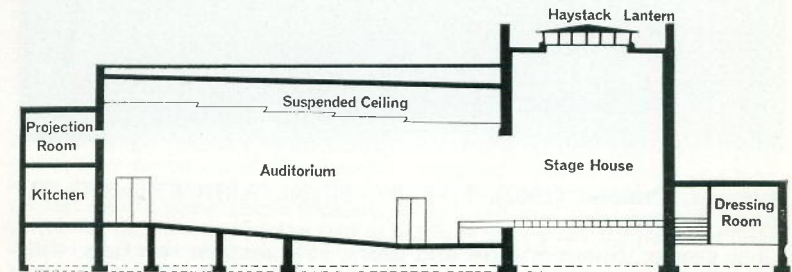 Haystack Lantern
Suspended Ceiling
Projection
Room
Auditorium
Stage House
Kitchen
Dressing
Room